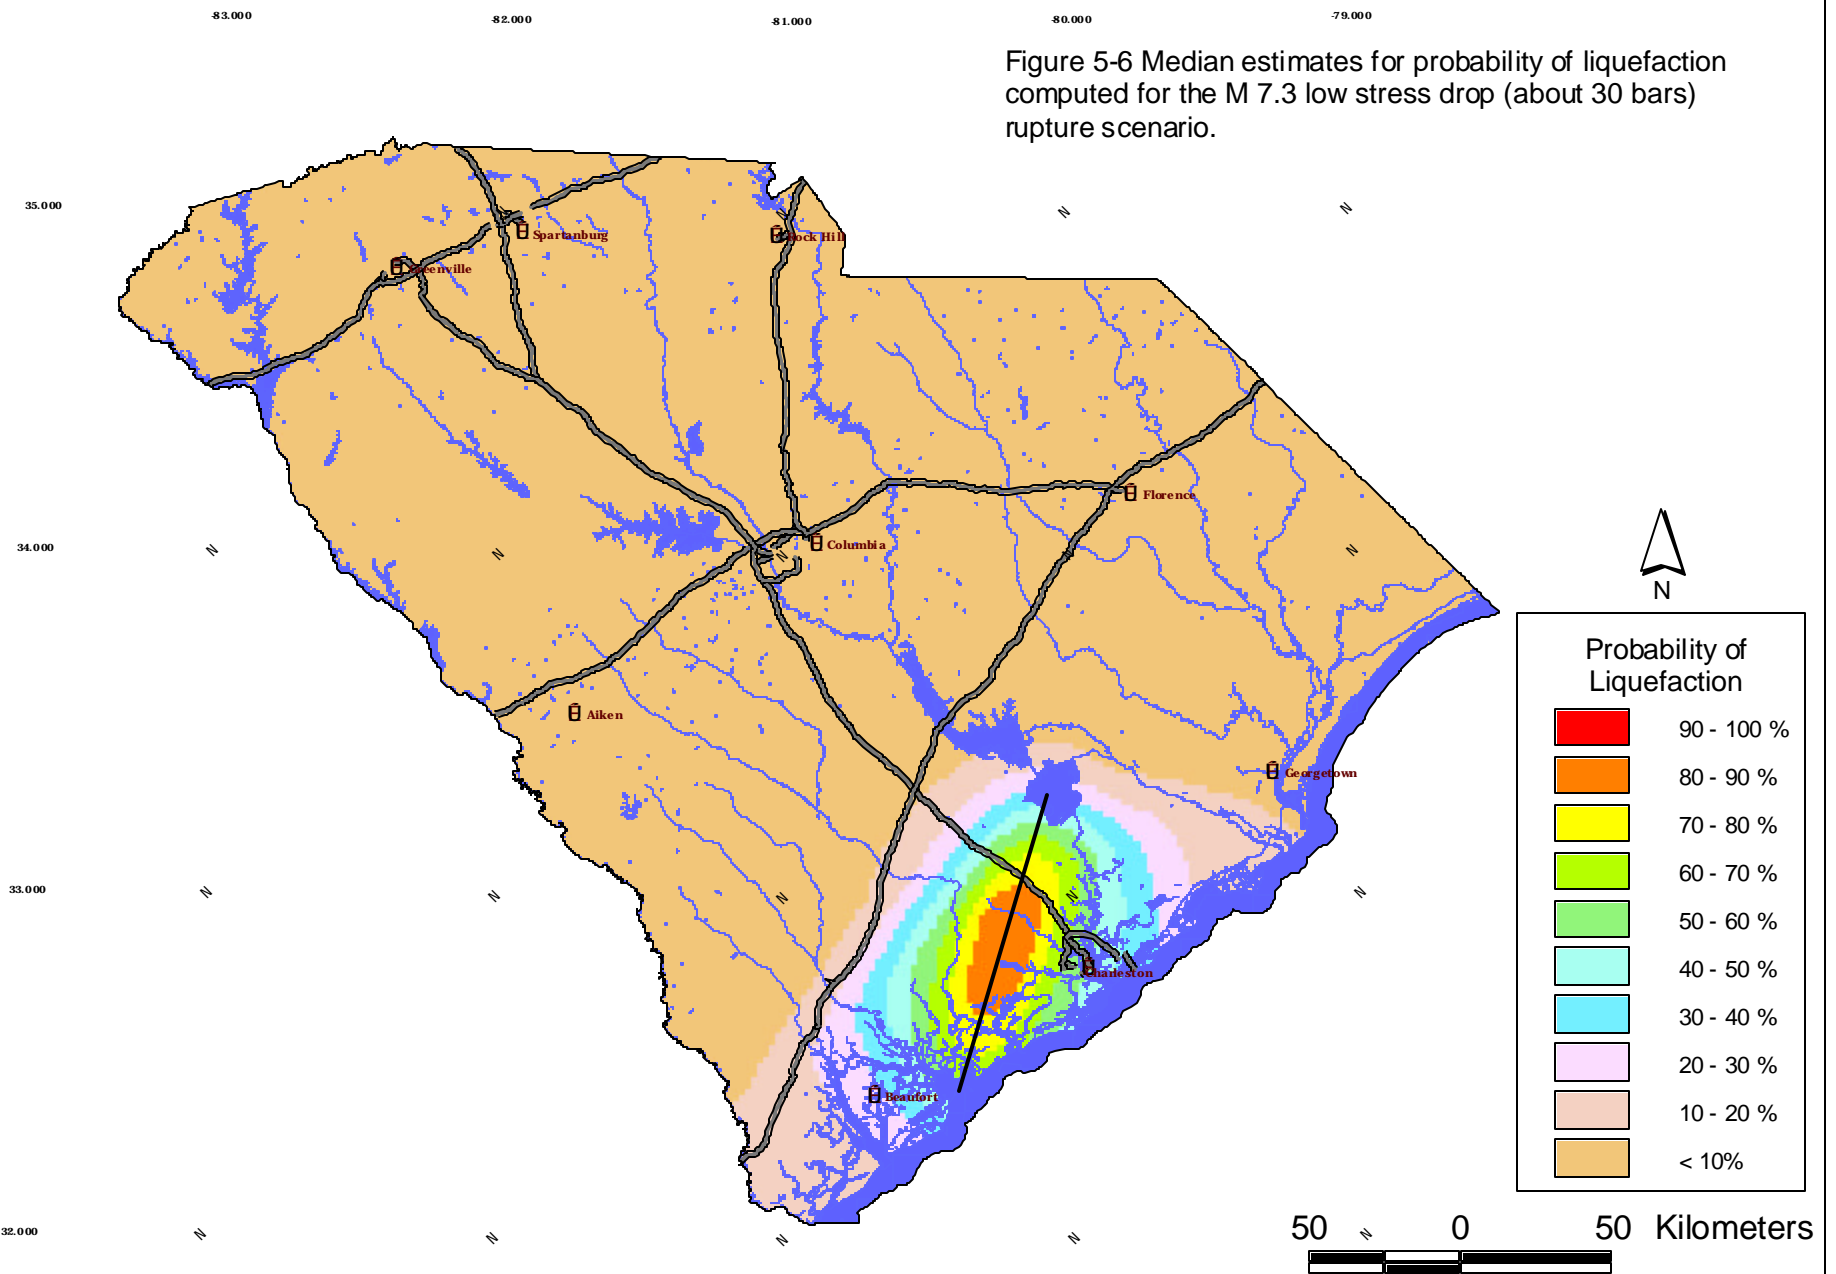 -83.000
-82.000
-81.000
-80.000
-79.000
Figure 5-6 Median estimates for probability of liquefaction
computed for the M 7.3 low stress drop (about 30 bars)
rupture scenario.
35.000
Spartanburg
Rock Hill
Greenville
Florence
34.000
Columbia
N
Probability of
Liquefaction
90 - 100 %
80 - 90 %
70 - 80 %
60 - 70 %
50 - 60 %
40 - 50 %
30 - 40 %
20 - 30 %
10 - 20 %
< 10%
Aiken
Georgetown
33.000
Charleston
Beaufort
32.000
50 0 50 Kilometers